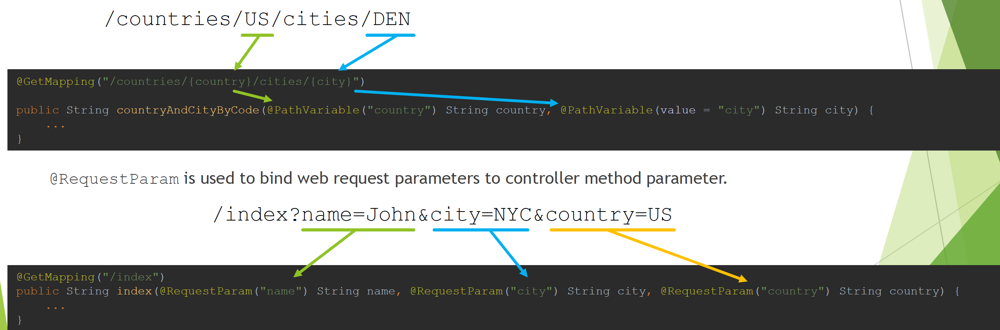 /countries/US/cities/DEN
@GetMapping("/countries/{country}/cities/{city}")
public String countryAndCityByCode(@PathVariable("country") String country, @PathVariable(value = "city") String city) {
...
}
@RequestParam is used to bind web request parameters to controller method parameter.
/index?name=John&city=NYC&country=US
@GetMapping("/index")
public String index(@RequestParam("name") String name, @RequestParam("city") String city, @RequestParam("country") String country) {
...
}